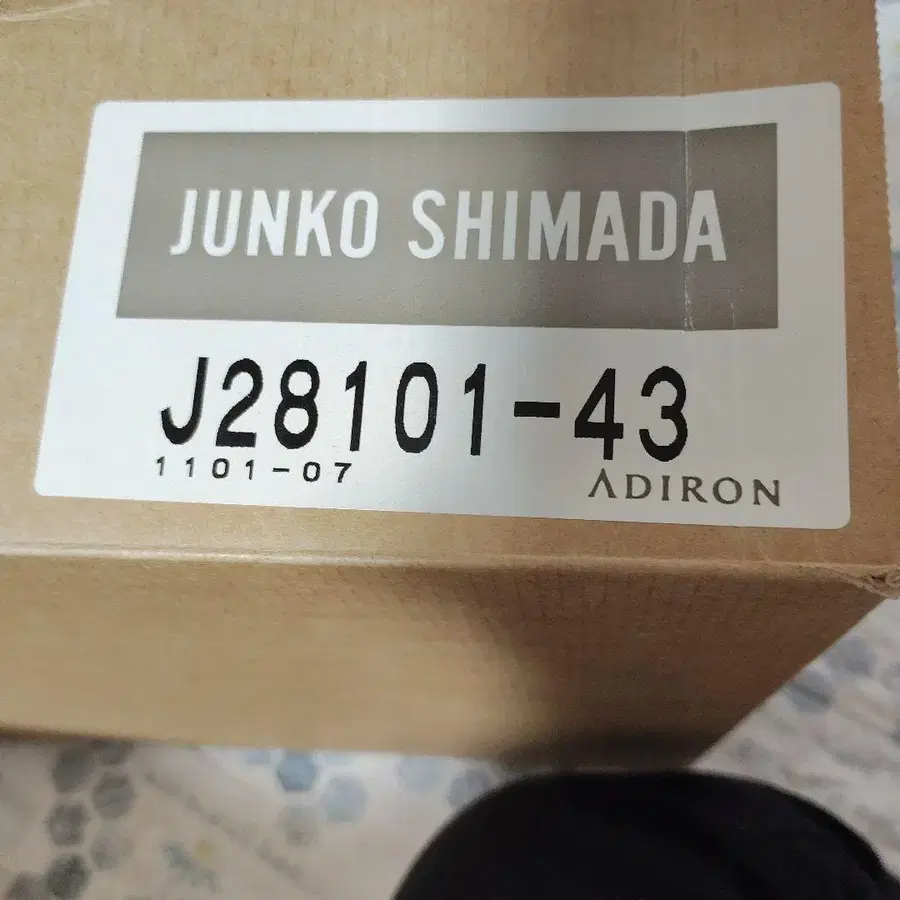 JUNKO SHIMADA
J28101-43
1101-07
ADIRON